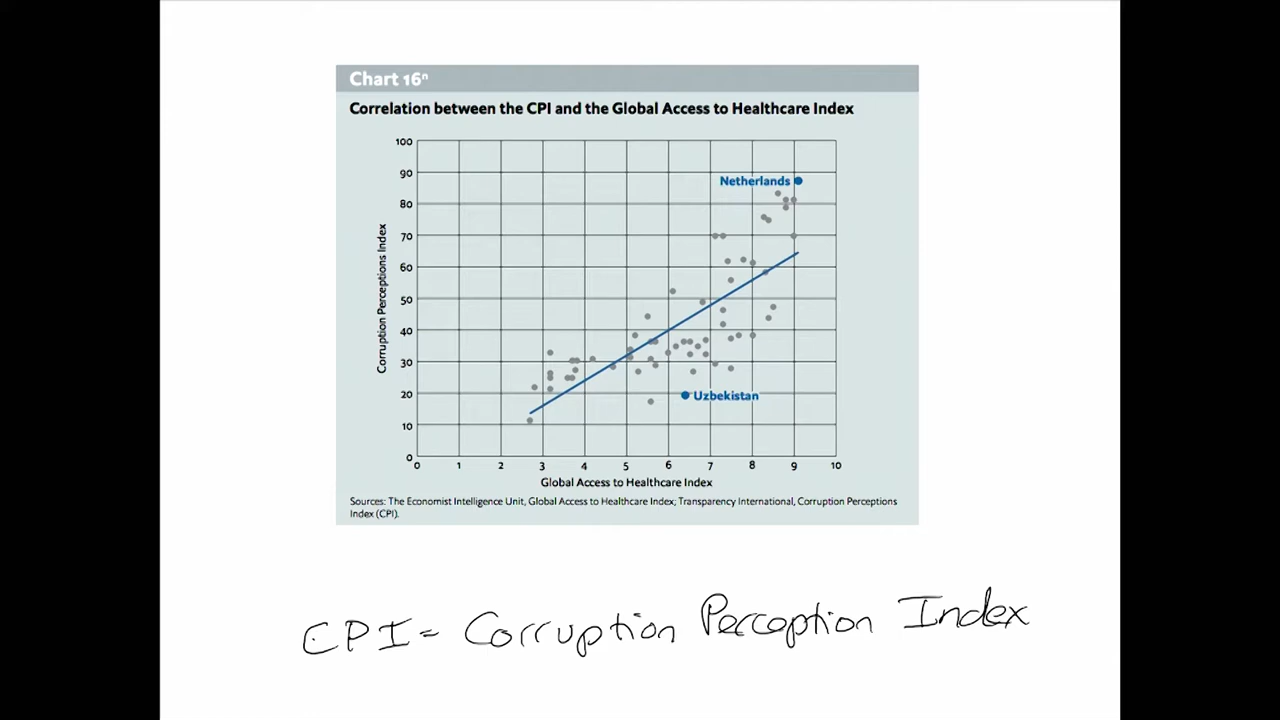 Chart 16ⁿ
Correlation between the CPI and the Global Access to Healthcare Index
100
90
80
70
60
50
40
30
20
10
0
Corruption Perceptions Index
Netherlands
Uzbekistan
0 1 2 3 4 5 6 7 8 9 10
Global Access to Healthcare Index
Sources: The Economist Intelligence Unit, Global Access to Healthcare Index; Transparency International, Corruption Perceptions
Index (CPI).
CPI = Corruption Perception Index